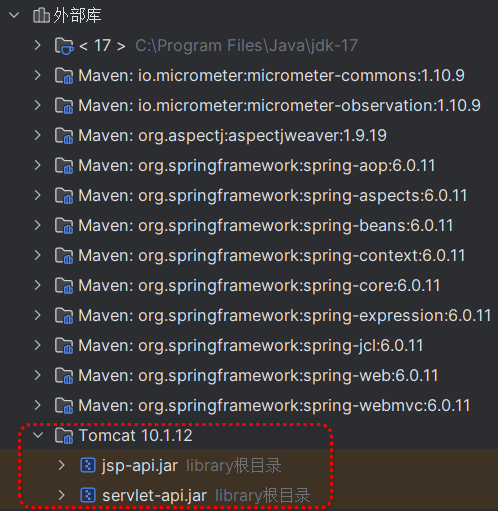 外部库
< 17 > C:\Program Files\Java\jdk-17
Maven: io.micrometer:micrometer-commons:1.10.9
Maven: io.micrometer:micrometer-observation:1.10.9
Maven: org.aspectj:aspectjweaver:1.9.19
Maven: org.springframework:spring-aop:6.0.11
Maven: org.springframework:spring-aspects:6.0.11
Maven: org.springframework:spring-beans:6.0.11
Maven: org.springframework:spring-context:6.0.11
Maven: org.springframework:spring-core:6.0.11
Maven: org.springframework:spring-expression:6.0.11
Maven: org.springframework:spring-jcl:6.0.11
Maven: org.springframework:spring-web:6.0.11
Maven: org.springframework:spring-webmvc:6.0.11
Tomcat 10.1.12
jsp-api.jar library根目录
servlet-api.jar library根目录